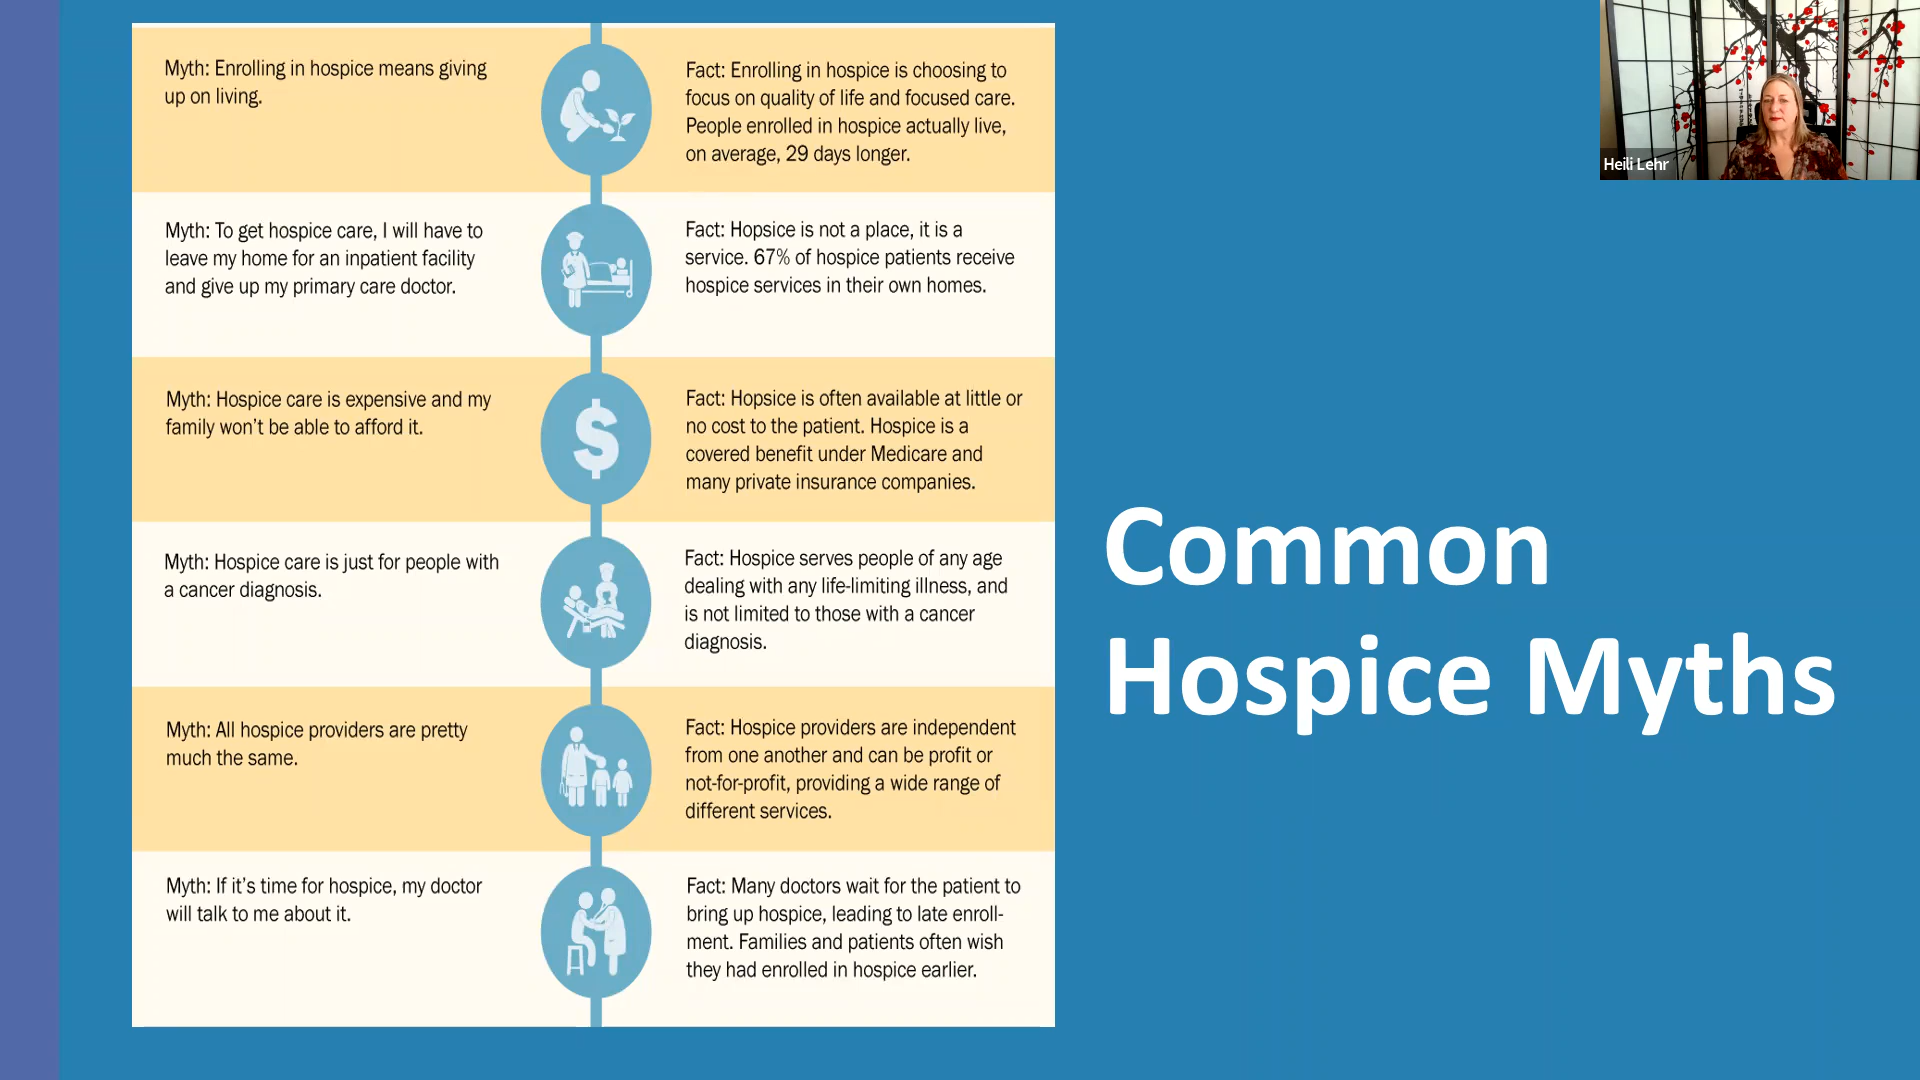 Myth: Enrolling in hospice means giving
up on living.
Fact: Enrolling in hospice is choosing to
focus on quality of life and focused care.
People enrolled in hospice actually live,
on average, 29 days longer.
Myth: To get hospice care, I will have to
leave my home for an inpatient facility
and give up my primary care doctor.
Fact: Hopsice is not a place, it is a
service. 67% of hospice patients receive
hospice services in their own homes.
Myth: Hospice care is expensive and my
family won’t be able to afford it.
$
Fact: Hopsice is often available at little or
no cost to the patient. Hospice is a
covered benefit under Medicare and
many private insurance companies.
Myth: Hospice care is just for people with
a cancer diagnosis.
Fact: Hospice serves people of any age
dealing with any life-limiting illness, and
is not limited to those with a cancer
diagnosis.
Myth: All hospice providers are pretty
much the same.
Fact: Hospice providers are independent
from one another and can be profit or
not-for-profit, providing a wide range of
different services.
Myth: If it’s time for hospice, my doctor
will talk to me about it.
Fact: Many doctors wait for the patient to
bring up hospice, leading to late enroll-
ment. Families and patients often wish
they had enrolled in hospice earlier.
Common
Hospice Myths
Heili Lehr